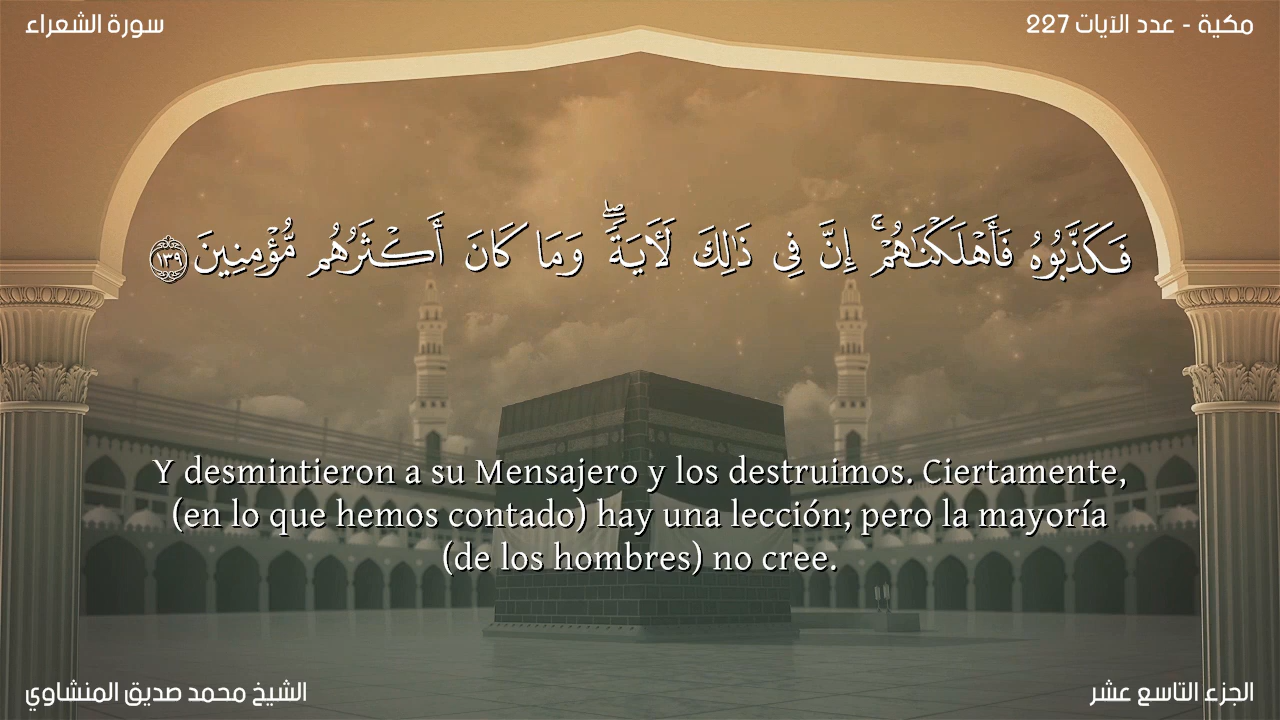 سورة الشعراء
مكية - عدد الآيات 227
فَكَذَّبُوهُ فَأَهْلَكْنَٰهُمْ ۚ إِنَّ فِى ذَٰلِكَ لَـَٔايَةً ۖ وَمَا كَانَ أَكْثَرُهُم مُّؤْمِنِينَ ١٣٩
Y desmintieron a su Mensajero y los destruimos. Ciertamente,
(en lo que hemos contado) hay una lección; pero la mayoría
(de los hombres) no cree.
الشيخ محمد صديق المنشاوي
الجزء التاسع عشر